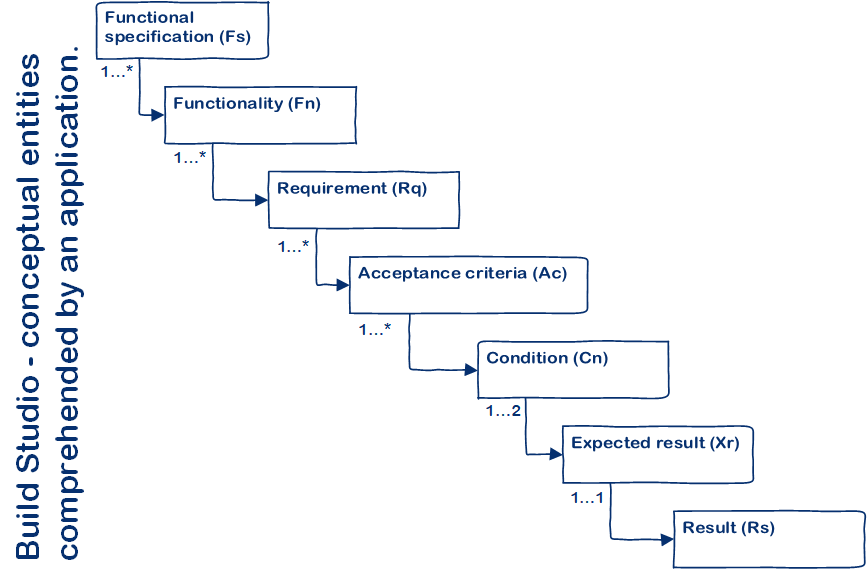 Build Studio - conceptual entities
comprehended by an application.
Functional
specification (Fs)
1...*
Functionality (Fn)
1...*
Requirement (Rq)
1...*
Acceptance criteria (Ac)
1...*
Condition (Cn)
1...2
Expected result (Xr)
1...1
Result (Rs)